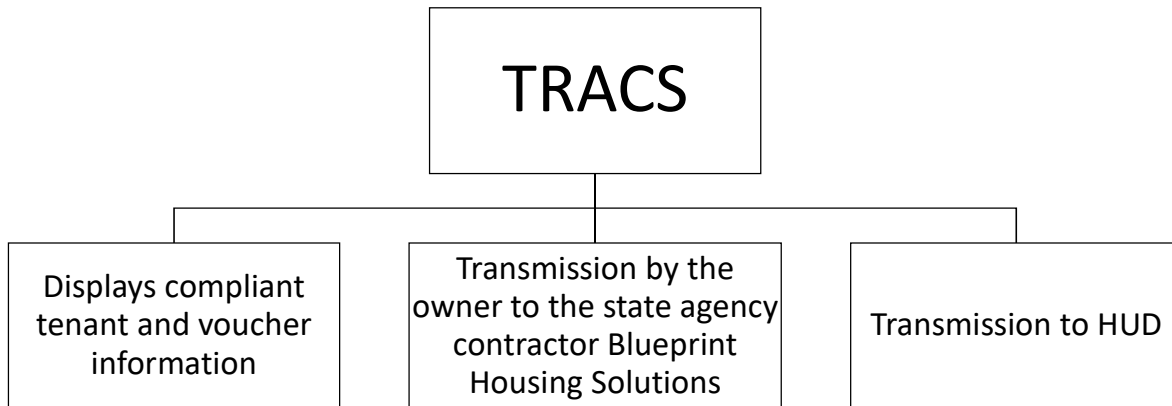 TRACS
Displays compliant
tenant and voucher
information
Transmission by the
owner to the state agency
contractor Blueprint
Housing Solutions
Transmission to HUD